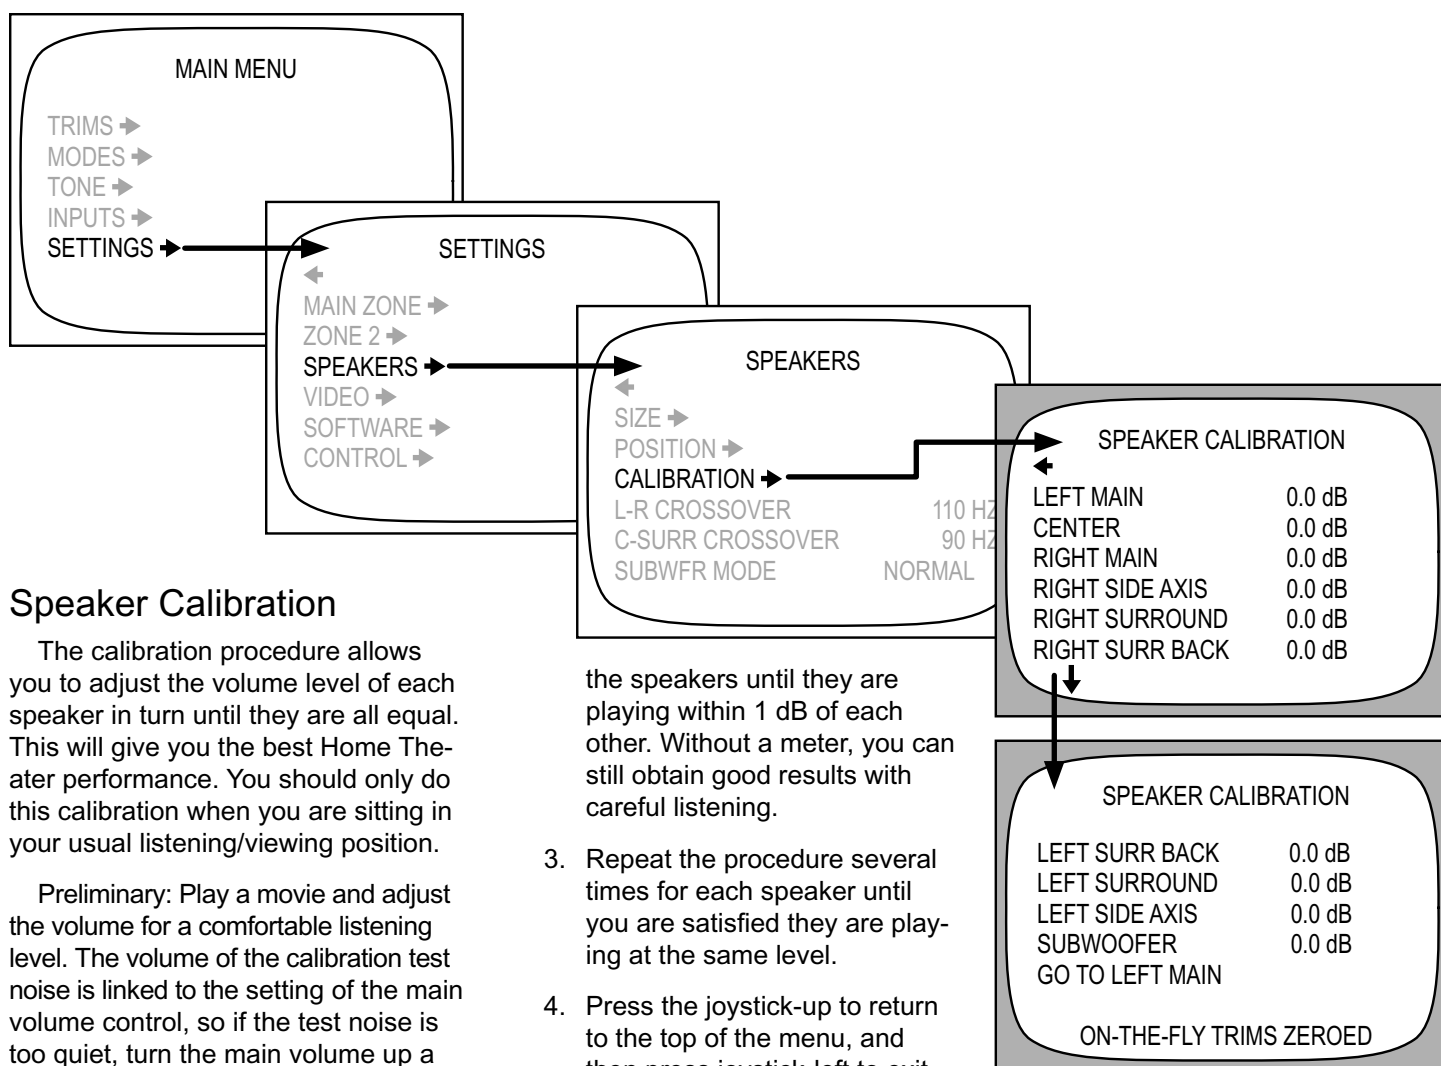 MAIN MENU
TRIMS
MODES
TONE
INPUTS
SETTINGS
SETTINGS
MAIN ZONE
ZONE 2
SPEAKERS
VIDEO
SOFTWARE
CONTROL
SPEAKERS
SIZE
POSITION
CALIBRATION
L-R CROSSOVER 110 HZ
C-SURR CROSSOVER 90 HZ
SUBWFR MODE NORMAL
SPEAKER CALIBRATION
LEFT MAIN 0.0 dB
CENTER 0.0 dB
RIGHT MAIN 0.0 dB
RIGHT SIDE AXIS 0.0 dB
RIGHT SURROUND 0.0 dB
RIGHT SURR BACK 0.0 dB
SPEAKER CALIBRATION
LEFT SURR BACK 0.0 dB
LEFT SURROUND 0.0 dB
LEFT SIDE AXIS 0.0 dB
SUBWOOFER 0.0 dB
GO TO LEFT MAIN
ON-THE-FLY TRIMS ZEROED
Speaker Calibration
The calibration procedure allows
you to adjust the volume level of each
speaker in turn until they are all equal.
This will give you the best Home The-
ater performance. You should only do
this calibration when you are sitting in
your usual listening/viewing position.
Preliminary: Play a movie and adjust
the volume for a comfortable listening
level. The volume of the calibration test
noise is linked to the setting of the main
volume control, so if the test noise is
too quiet, turn the main volume up a
the speakers until they are
playing within 1 dB of each
other. Without a meter, you can
still obtain good results with
careful listening.
3. Repeat the procedure several
times for each speaker until
you are satisfied they are play-
ing at the same level.
4. Press the joystick-up to return
to the top of the menu, and
then press joystick-left to exit